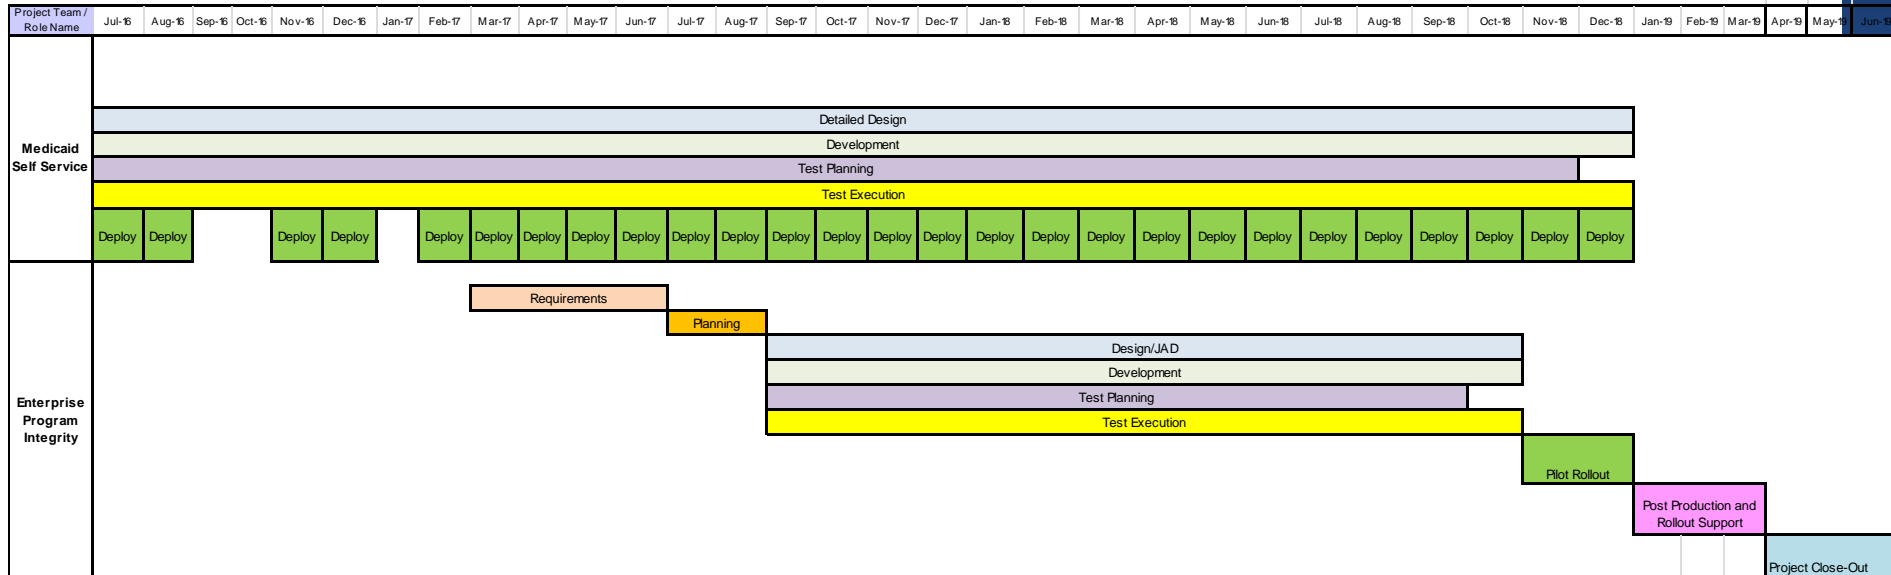 Project Team /
Role Name
Jul-16 Aug-16 Sep-16 Oct-16 Nov-16 Dec-16 Jan-17 Feb-17 Mar-17 Apr-17 May-17 Jun-17 Jul-17 Aug-17 Sep-17 Oct-17 Nov-17 Dec-17 Jan-18 Feb-18 Mar-18 Apr-18 May-18 Jun-18 Jul-18 Aug-18 Sep-18 Oct-18 Nov-18 Dec-18 Jan-19 Feb-19 Mar-19 Apr-19 May-19 Jun-19
Medicaid
Self Service
Detailed Design
Development
Test Planning
Test Execution
Deploy Deploy Deploy Deploy Deploy Deploy Deploy Deploy Deploy Deploy Deploy Deploy Deploy Deploy Deploy Deploy Deploy Deploy Deploy Deploy Deploy Deploy Deploy Deploy Deploy Deploy Deploy
Enterprise
Program
Integrity
Requirements
Planning
Design/JAD
Development
Test Planning
Test Execution
Pilot Rollout
Post Production and
Rollout Support
Project Close-Out